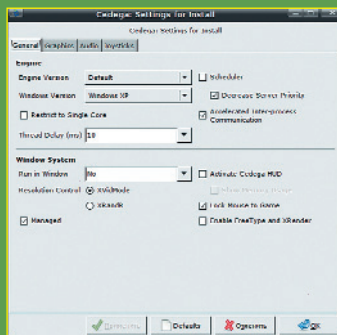 Cedega: Settings for Install
Cedega: Settings for Install
General Graphics Audio Joysticks
Engine
Engine Version Default Scheduler
Windows Version Windows XP Decrease Server Priority
Restrict to Single Core Accelerated Inter-process Communication
Thread Delay (ms) 10
Window System
Run in Window No Activate Cedega HUD
Resolution Control XVidMode
XRandR Lock Mouse to Game
Managed Enable FreeType and XRender
Defaults OK